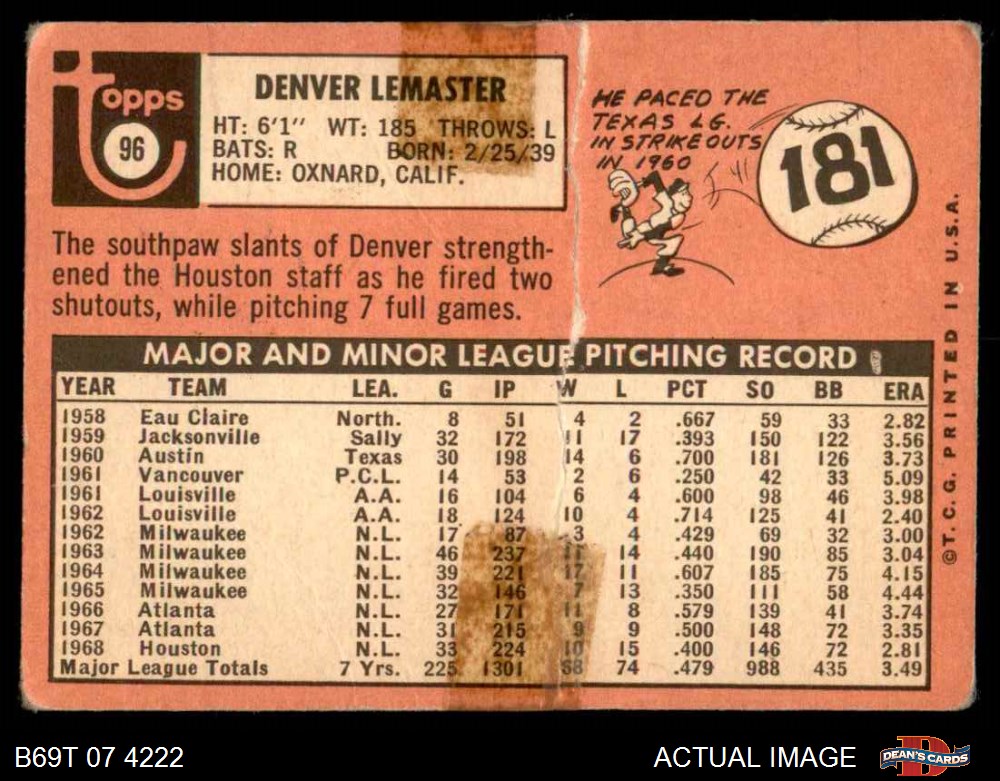 Topps
96
DENVER LEMASTER
HT: 6'1" WT: 185 THROWS: L
BATS: R BORN: 2/25/39
HOME: OXNARD, CALIF.
HE PACED THE
TEXAS LG.
IN STRIKEOUTS
IN 1960
181
The southpaw slants of Denver strength-
ened the Houston staff as he fired two
shutouts, while pitching 7 full games.
MAJOR AND MINOR LEAGUE PITCHING RECORD
YEAR TEAM LEA. G IP W L PCT SO BB ERA
1958 Eau Claire North. 8 51 4 2 .667 59 33 2.82
1959 Jacksonville Sally 32 172 11 17 .393 150 122 3.56
1960 Austin Texas 30 198 14 6 .700 181 126 3.73
1961 Vancouver P.C.L. 14 53 2 6 .250 42 33 5.09
1961 Louisville A.A. 16 104 6 4 .600 98 46 3.98
1962 Louisville A.A. 18 124 10 4 .714 125 41 2.40
1962 Milwaukee N.L. 17 87 3 4 .429 69 32 3.00
1963 Milwaukee N.L. 46 237 11 14 .440 190 85 3.04
1964 Milwaukee N.L. 39 221 17 11 .607 185 75 4.15
1965 Milwaukee N.L. 32 146 7 13 .350 111 58 4.44
1966 Atlanta N.L. 27 171 11 8 .579 139 41 3.74
1967 Atlanta N.L. 31 215 9 9 .500 148 72 3.35
1968 Houston N.L. 33 224 10 15 .400 146 72 2.81
Major League Totals 7 Yrs. 225 1301 68 74 .479 988 435 3.49
©T.C.G. PRINTED IN U.S.A.
B69T 07 4222
ACTUAL IMAGE
DEAN'S CARDS